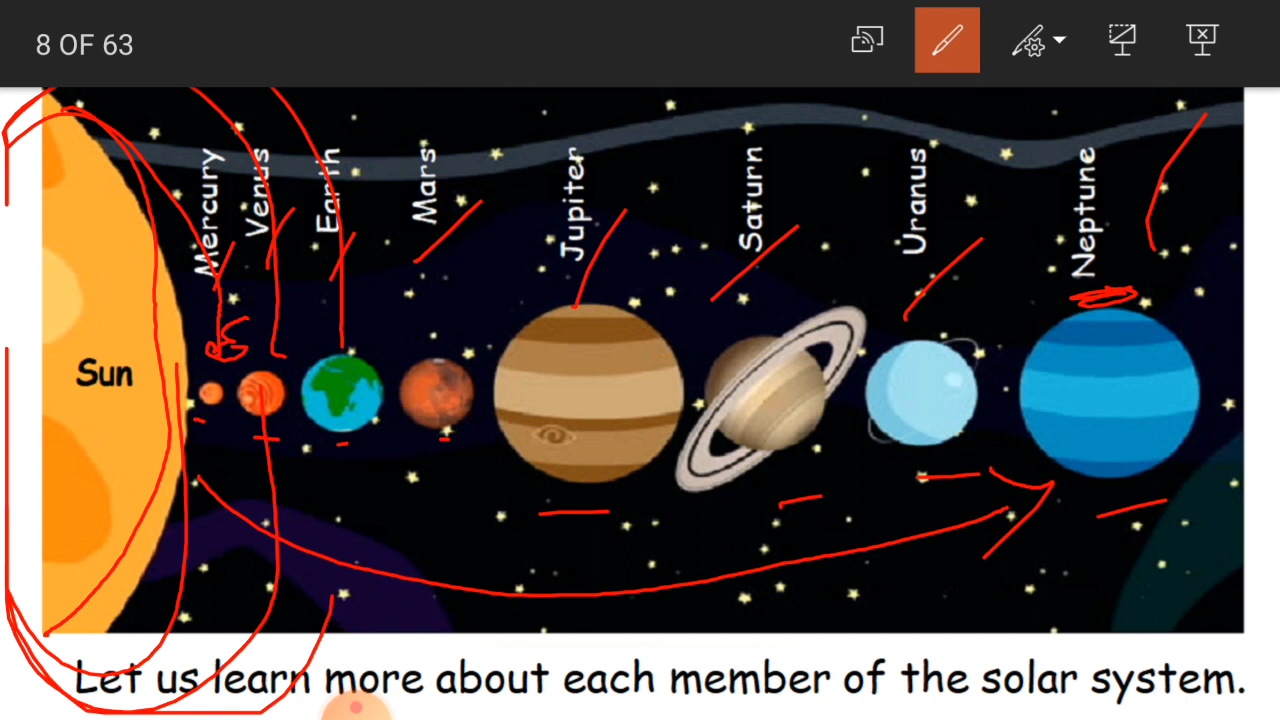 8 OF 63
Mercury
Venus
Earth
Mars
Jupiter
Saturn
Uranus
Neptune
Sun
Let us learn more about each member of the solar system.